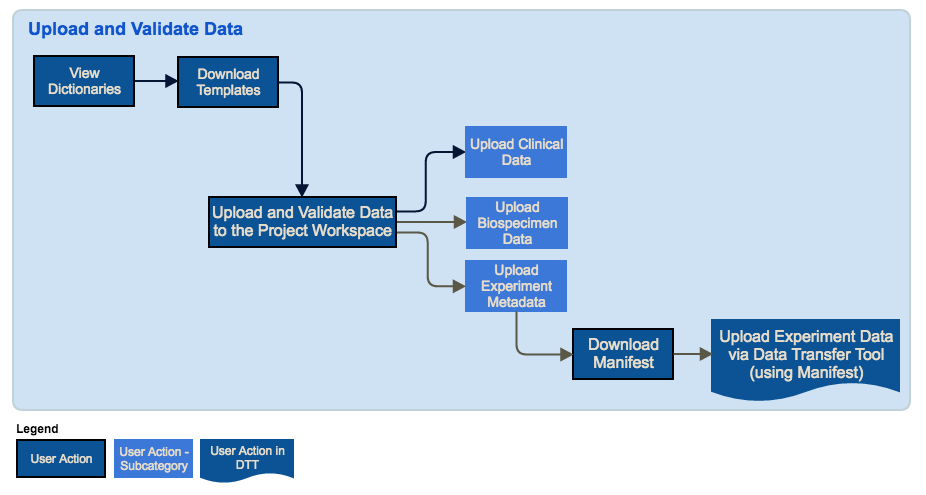 Upload and Validate Data
View
Dictionaries
Download
Templates
Upload Clinical
Data
Upload and Validate Data
to the Project Workspace
Upload
Biospecimen
Data
Upload
Experiment
Metadata
Download
Manifest
Upload Experiment Data
via Data Transfer Tool
(using Manifest)
Legend
User Action
User Action -
Subcategory
User Action in
DTT